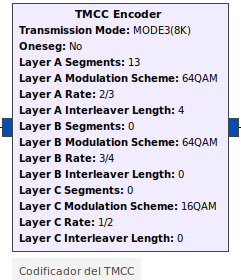 TMCC Encoder
Transmission Mode: MODE3(8K)
Oneseg: No
Layer A Segments: 13
Layer A Modulation Scheme: 64QAM
Layer A Rate: 2/3
Layer A Interleaver Length: 4
Layer B Segments: 0
Layer B Modulation Scheme: 64QAM
Layer B Rate: 3/4
Layer B Interleaver Length: 0
Layer C Segments: 0
Layer C Modulation Scheme: 16QAM
Layer C Rate: 1/2
Layer C Interleaver Length: 0
Codificador del TMCC